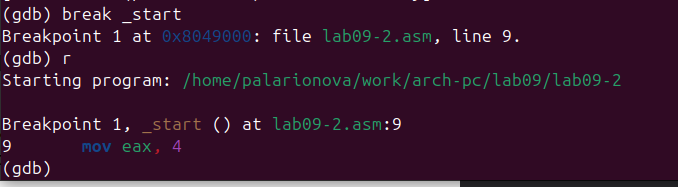 (gdb) break _start
Breakpoint 1 at 0x8049000: file lab09-2.asm, line 9.
(gdb) r
Starting program: /home/palarionova/work/arch-pc/lab09/lab09-2

Breakpoint 1, _start () at lab09-2.asm:9
9	mov eax, 4
(gdb)